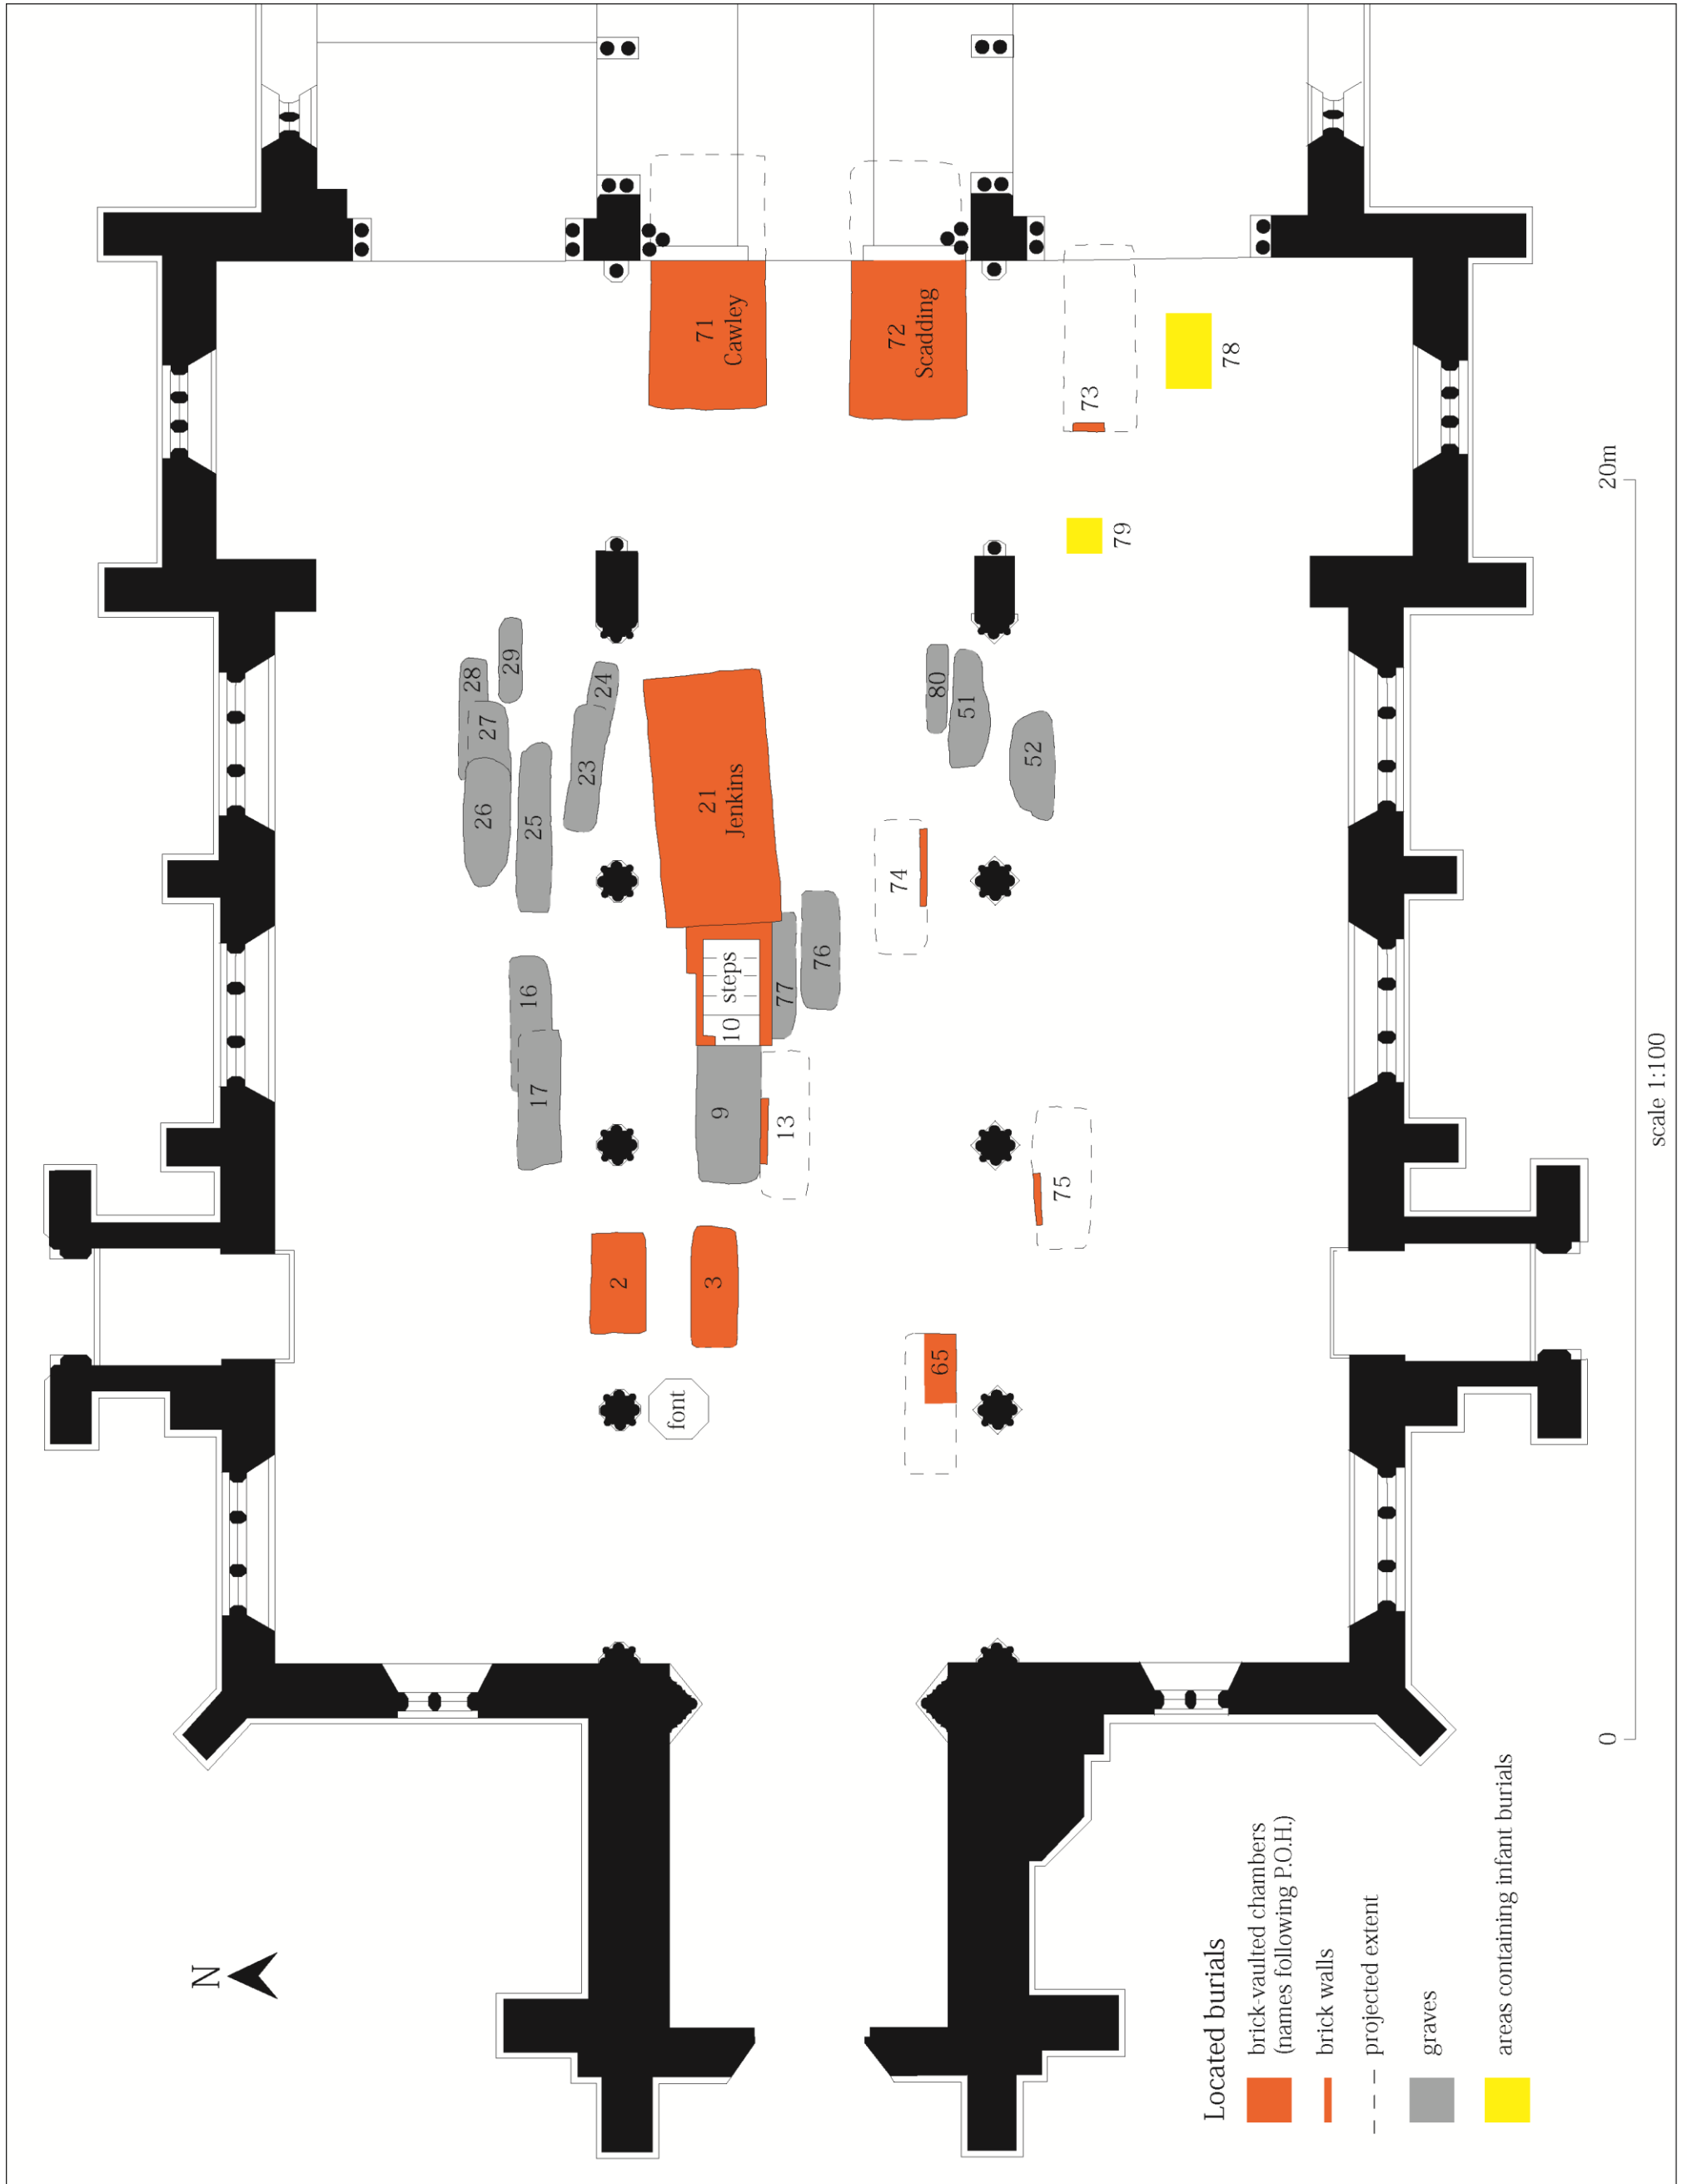 N
28
29
27
24
26
25
23
16
17
21
Jenkins
10 steps
77
76
9
13
2
3
font
71
Cawley
72
Scadding
73
78
79
80
51
52
74
75
65
Located burials
brick-vaulted chambers
(names following P.O.H.)
brick walls
projected extent
graves
areas containing infant burials
0
20m
scale 1:100